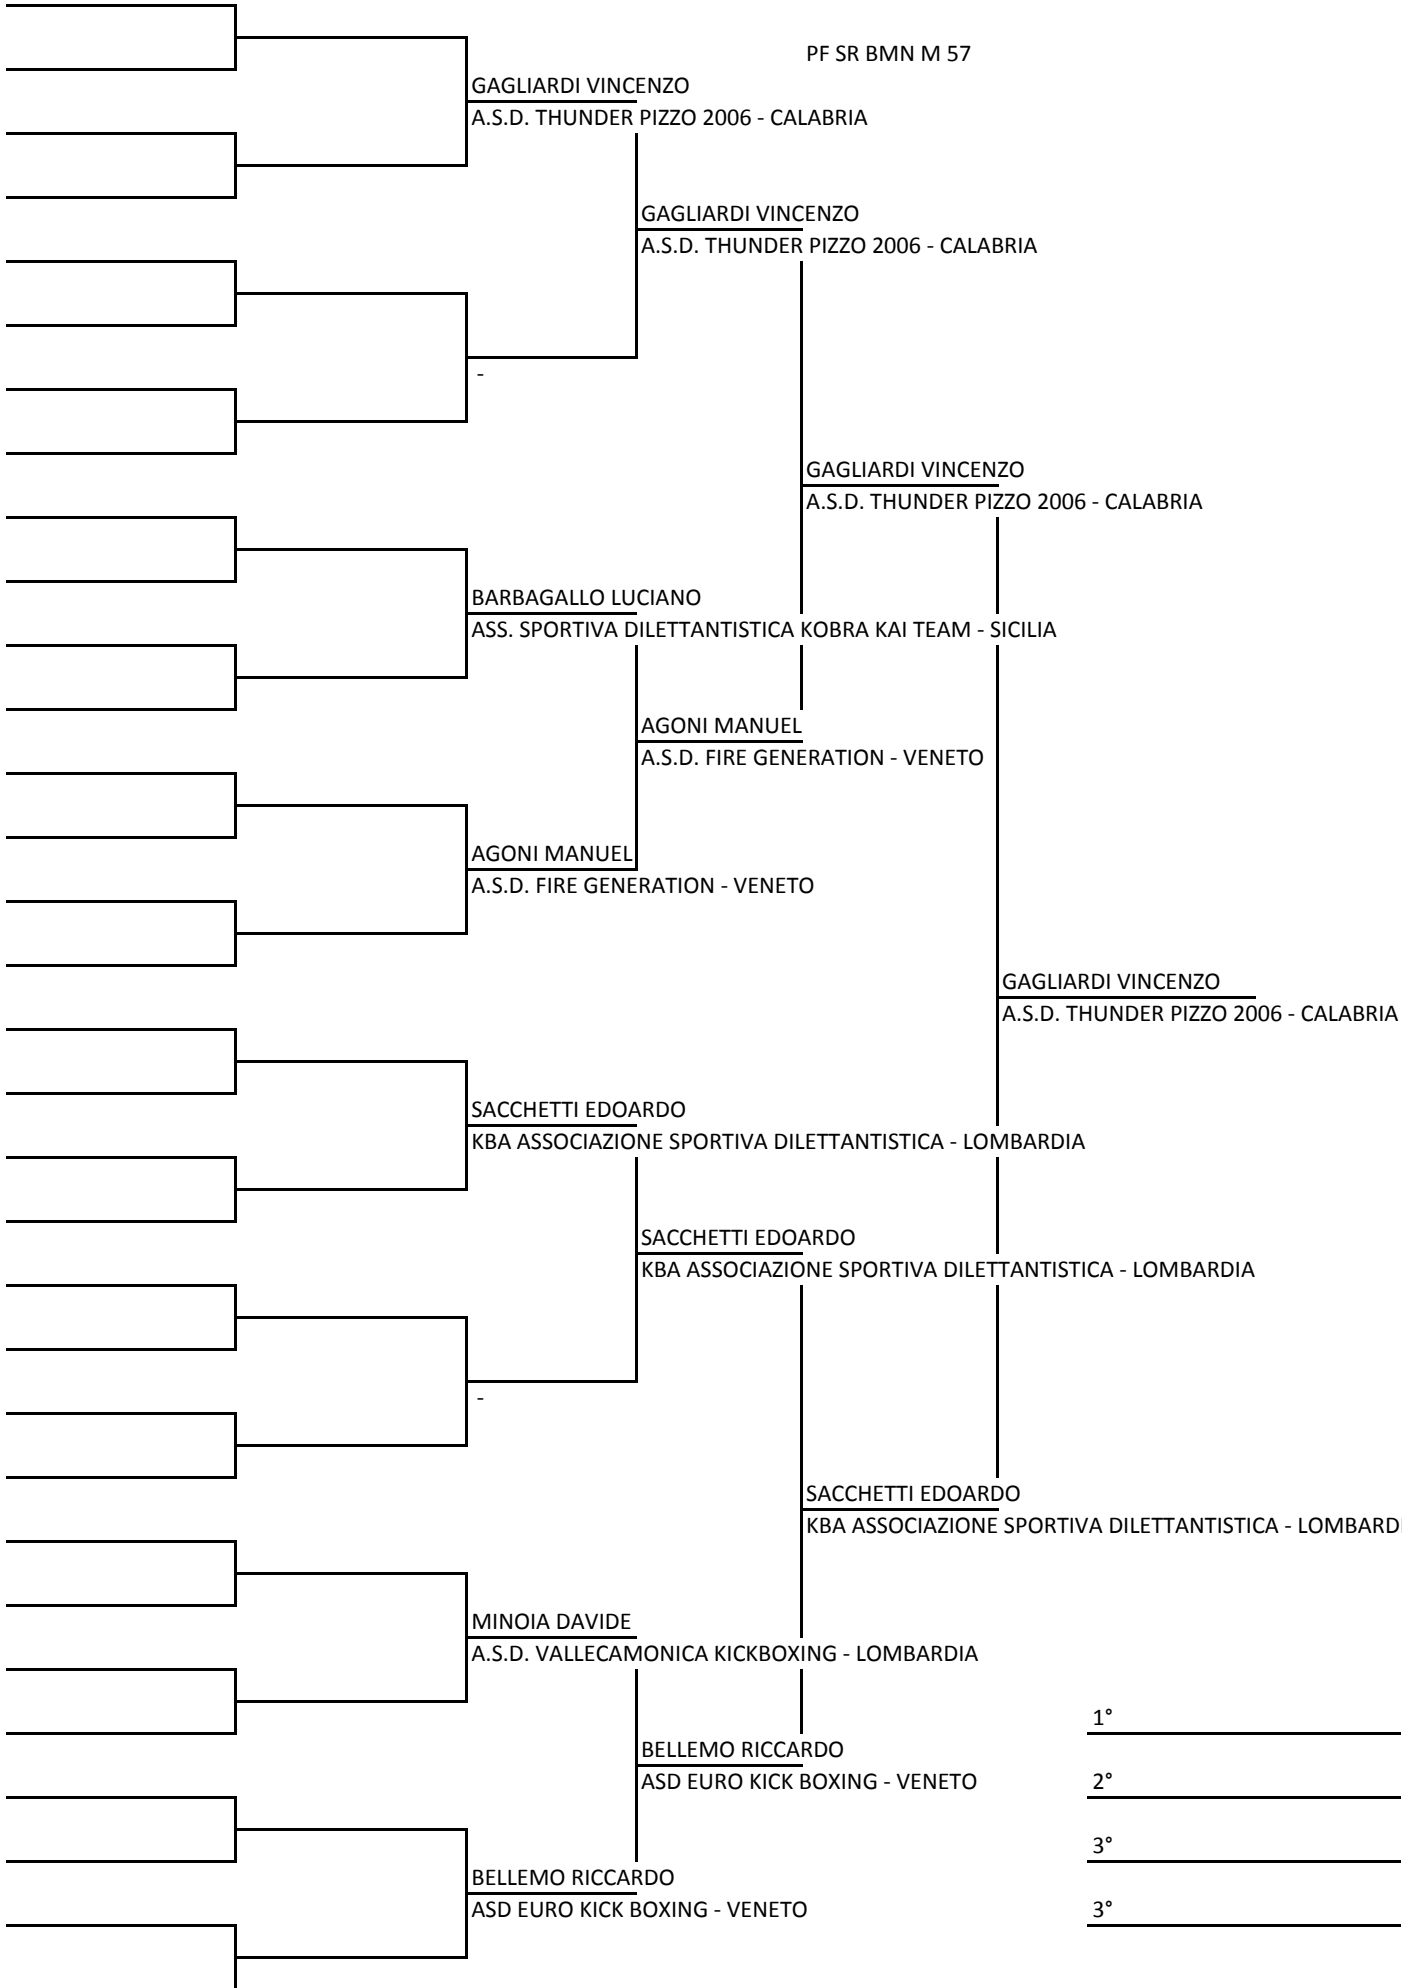 PF SR BMN M 57
GAGLIARDI VINCENZO
A.S.D. THUNDER PIZZO 2006 - CALABRIA
GAGLIARDI VINCENZO
A.S.D. THUNDER PIZZO 2006 - CALABRIA
-
GAGLIARDI VINCENZO
A.S.D. THUNDER PIZZO 2006 - CALABRIA
BARBAGALLO LUCIANO
ASS. SPORTIVA DILETTANTISTICA KOBRA KAI TEAM - SICILIA
AGONI MANUEL
A.S.D. FIRE GENERATION - VENETO
AGONI MANUEL
A.S.D. FIRE GENERATION - VENETO
GAGLIARDI VINCENZO
A.S.D. THUNDER PIZZO 2006 - CALABRIA
SACCHETTI EDOARDO
KBA ASSOCIAZIONE SPORTIVA DILETTANTISTICA - LOMBARDIA
SACCHETTI EDOARDO
KBA ASSOCIAZIONE SPORTIVA DILETTANTISTICA - LOMBARDIA
-
SACCHETTI EDOARDO
KBA ASSOCIAZIONE SPORTIVA DILETTANTISTICA - LOMBARD
MINOIA DAVIDE
A.S.D. VALLECAMONICA KICKBOXING - LOMBARDIA
1°
BELLEMO RICCARDO
ASD EURO KICK BOXING - VENETO
2°
3°
BELLEMO RICCARDO
ASD EURO KICK BOXING - VENETO
3°